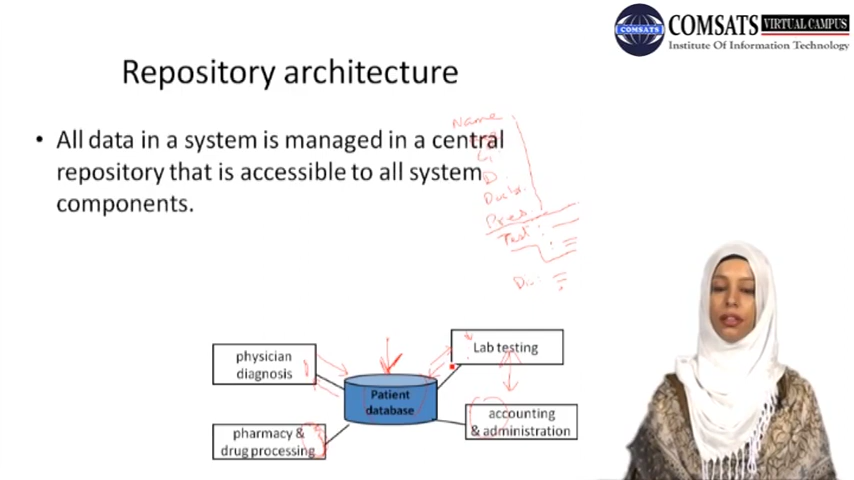 COMSATS
COMSATS VIRTUAL CAMPUS
Institute Of Information Technology
Repository architecture
• All data in a system is managed in a central
repository that is accessible to all system
components.
Name
D
Pres
Test :
physician
diagnosis
Lab testing
Patient
database
accounting
& administration
pharmacy &
drug processing